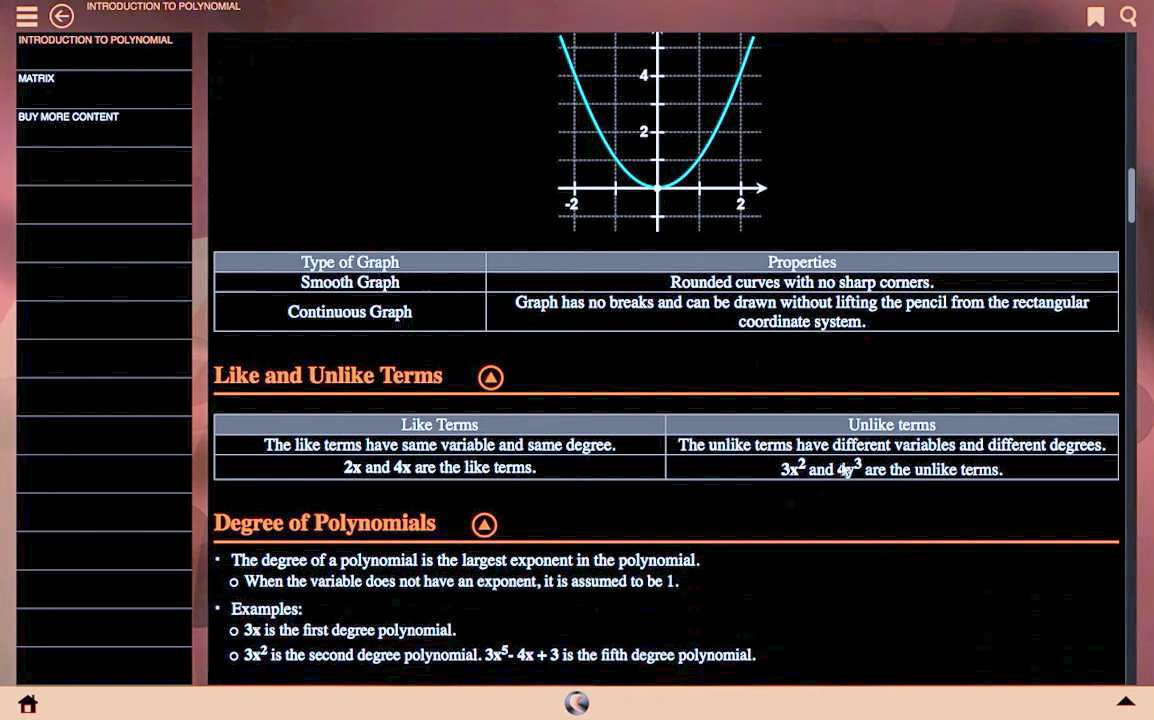 INTRODUCTION TO POLYNOMIAL
INTRODUCTION TO POLYNOMIAL
MATRIX
BUY MORE CONTENT
4
2
-2 2
Type of Graph Properties
Smooth Graph Rounded curves with no sharp corners.
Continuous Graph Graph has no breaks and can be drawn without lifting the pencil from the rectangular
coordinate system.
Like and Unlike Terms
Like Terms Unlike terms
The like terms have same variable and same degree. The unlike terms have different variables and different degrees.
2x and 4x are the like terms. 3x² and 4y³ are the unlike terms.
Degree of Polynomials
· The degree of a polynomial is the largest exponent in the polynomial.
o When the variable does not have an exponent, it is assumed to be 1.
· Examples:
o 3x is the first degree polynomial.
o 3x² is the second degree polynomial. 3x⁵- 4x + 3 is the fifth degree polynomial.